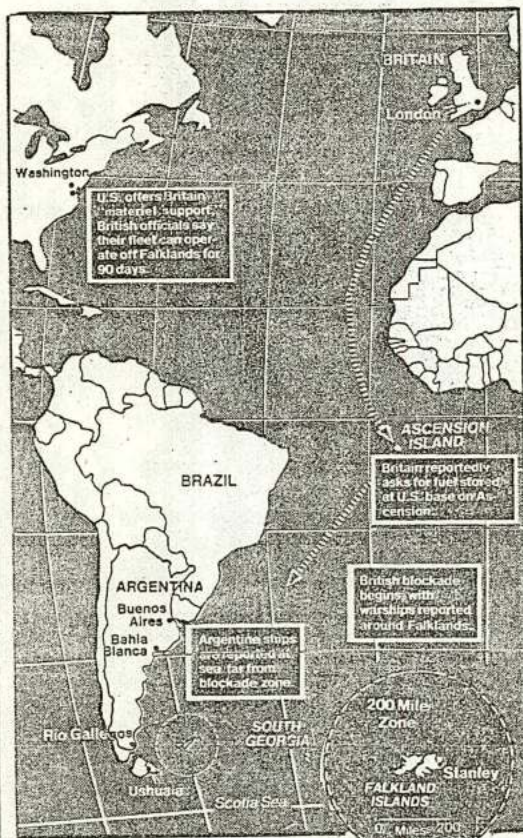 BRITAIN
London
Washington
U.S. offers Britain
"materiel support,"
British officials say
their fleet can oper-
ate off Falklands for
90 days.
ASCENSION
ISLAND
Britain reportedly
asks for fuel stored
at U.S. base on As-
cension.
BRAZIL
British blockade
begins, with
warships reported
around Falklands.
ARGENTINA
Buenos
Aires
Bahia
Blanca
Argentine ships
are reported at
sea, far from
blockade zone.
200 Mile
Zone
SOUTH
GEORGIA
Río Gallegos
Stanley
FALKLAND
ISLANDS
Ushuaia
Scotia Sea
0 Miles 200